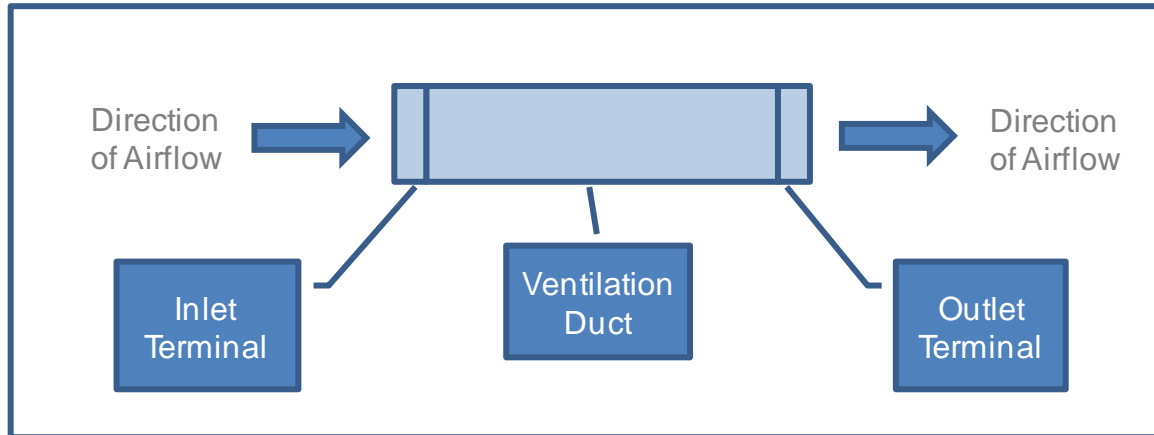 Direction
of Airflow
Direction
of Airflow
Inlet
Terminal
Ventilation
Duct
Outlet
Terminal